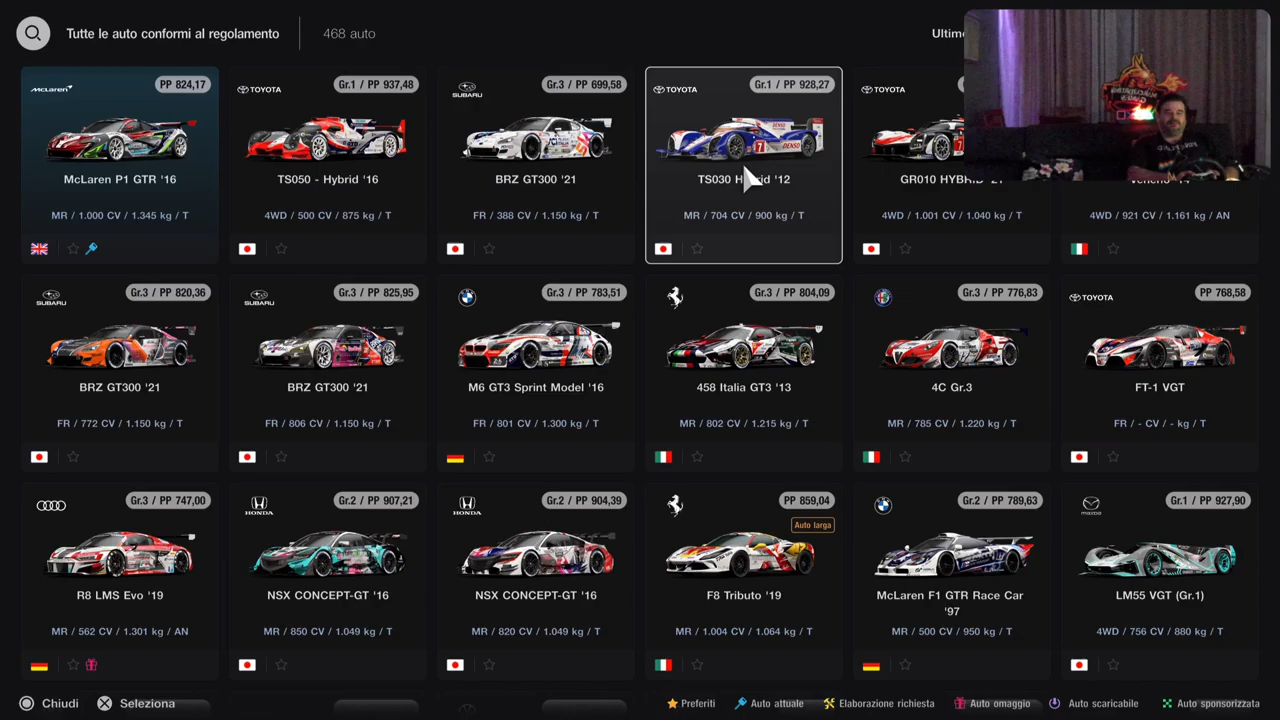 Tutte le auto conformi al regolamento
468 auto
Ultime
McLaren
PP 824,17
McLaren P1 GTR '16
MR / 1.000 CV / 1.345 kg / T
TOYOTA
Gr.1 / PP 937,48
TS050 - Hybrid '16
4WD / 500 CV / 875 kg / T
SUBARU
Gr.3 / PP 699,58
BRZ GT300 '21
FR / 388 CV / 1.150 kg / T
TOYOTA
Gr.1 / PP 928,27
DENSO
7
TS030 Hybrid '12
MR / 704 CV / 900 kg / T
TOYOTA
GR010 HYBRID '21
4WD / 1.001 CV / 1.040 kg / T
Veneno '14
4WD / 921 CV / 1.161 kg / AN
SUBARU
Gr.3 / PP 820,36
BRZ GT300 '21
FR / 772 CV / 1.150 kg / T
SUBARU
Gr.3 / PP 825,95
BRZ GT300 '21
FR / 806 CV / 1.150 kg / T
Gr.3 / PP 783,51
M6 GT3 Sprint Model '16
FR / 801 CV / 1.300 kg / T
Gr.3 / PP 804,09
458 Italia GT3 '13
MR / 802 CV / 1.215 kg / T
Gr.3 / PP 776,83
4C Gr.3
MR / 785 CV / 1.220 kg / T
TOYOTA
PP 768,58
FT-1 VGT
FR / - CV / - kg / T
Gr.3 / PP 747,00
R8 LMS Evo '19
MR / 562 CV / 1.301 kg / AN
HONDA
Gr.2 / PP 907,21
NSX CONCEPT-GT '16
MR / 850 CV / 1.049 kg / T
HONDA
Gr.2 / PP 904,39
NSX CONCEPT-GT '16
MR / 820 CV / 1.049 kg / T
PP 859,04
Auto larga
F8 Tributo '19
MR / 1.004 CV / 1.064 kg / T
Gr.2 / PP 789,63
McLaren F1 GTR Race Car
'97
MR / 500 CV / 950 kg / T
mazda
Gr.1 / PP 927,90
LM55 VGT (Gr.1)
4WD / 756 CV / 880 kg / T
Chiudi
Seleziona
Preferiti
Auto attuale
Elaborazione richiesta
Auto omaggio
Auto scaricabile
Auto sponsorizzata